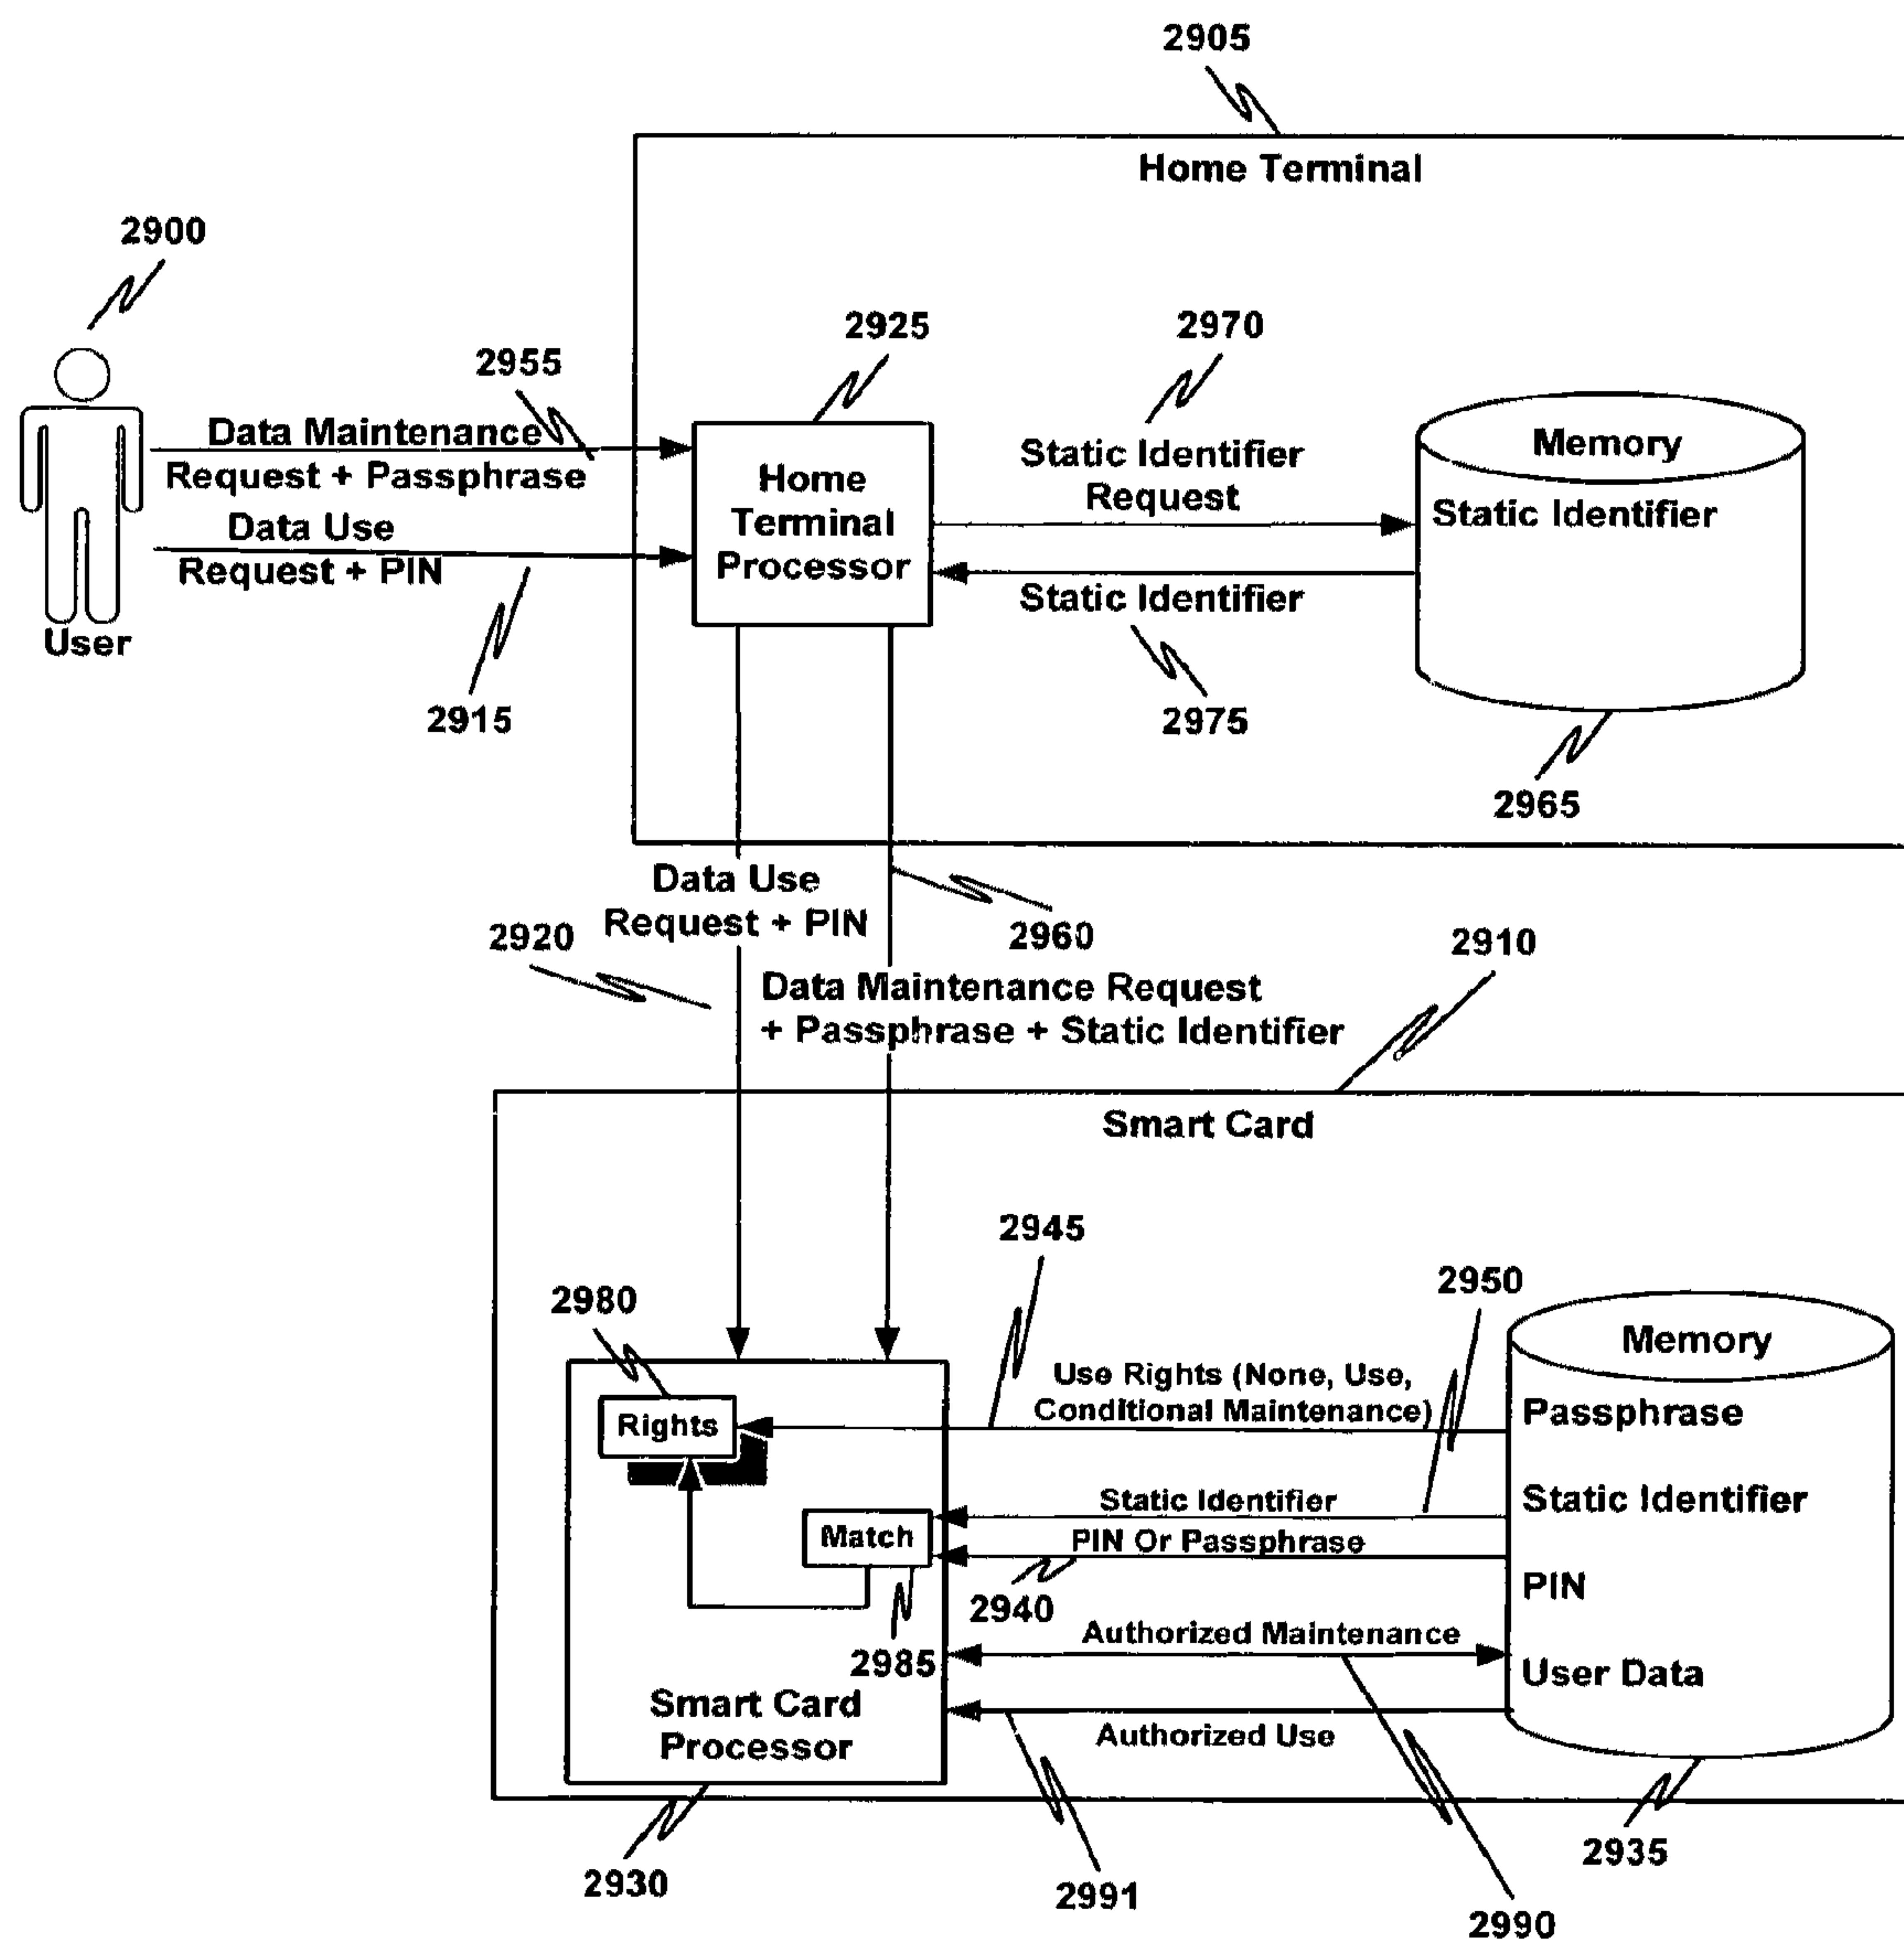 2905
Home Terminal
2900
2925
2970
2955
Data Maintenance
Request + Passphrase
Data Use
Request + PIN
User
2915
Home
Terminal
Processor
Static Identifier
Request
Static Identifier
2975
Memory
Static Identifier
2965
Data Use
Request + PIN
2920
2960
2910
Data Maintenance Request
+ Passphrase + Static Identifier
Smart Card
2945
2950
2980
Rights
Use Rights (None, Use,
Conditional Maintenance)
Memory
Passphrase
Static Identifier
PIN
User Data
Static Identifier
Match
PIN Or Passphrase
2940
2985
Authorized Maintenance
Authorized Use
Smart Card
Processor
2930
2991
2990
2935